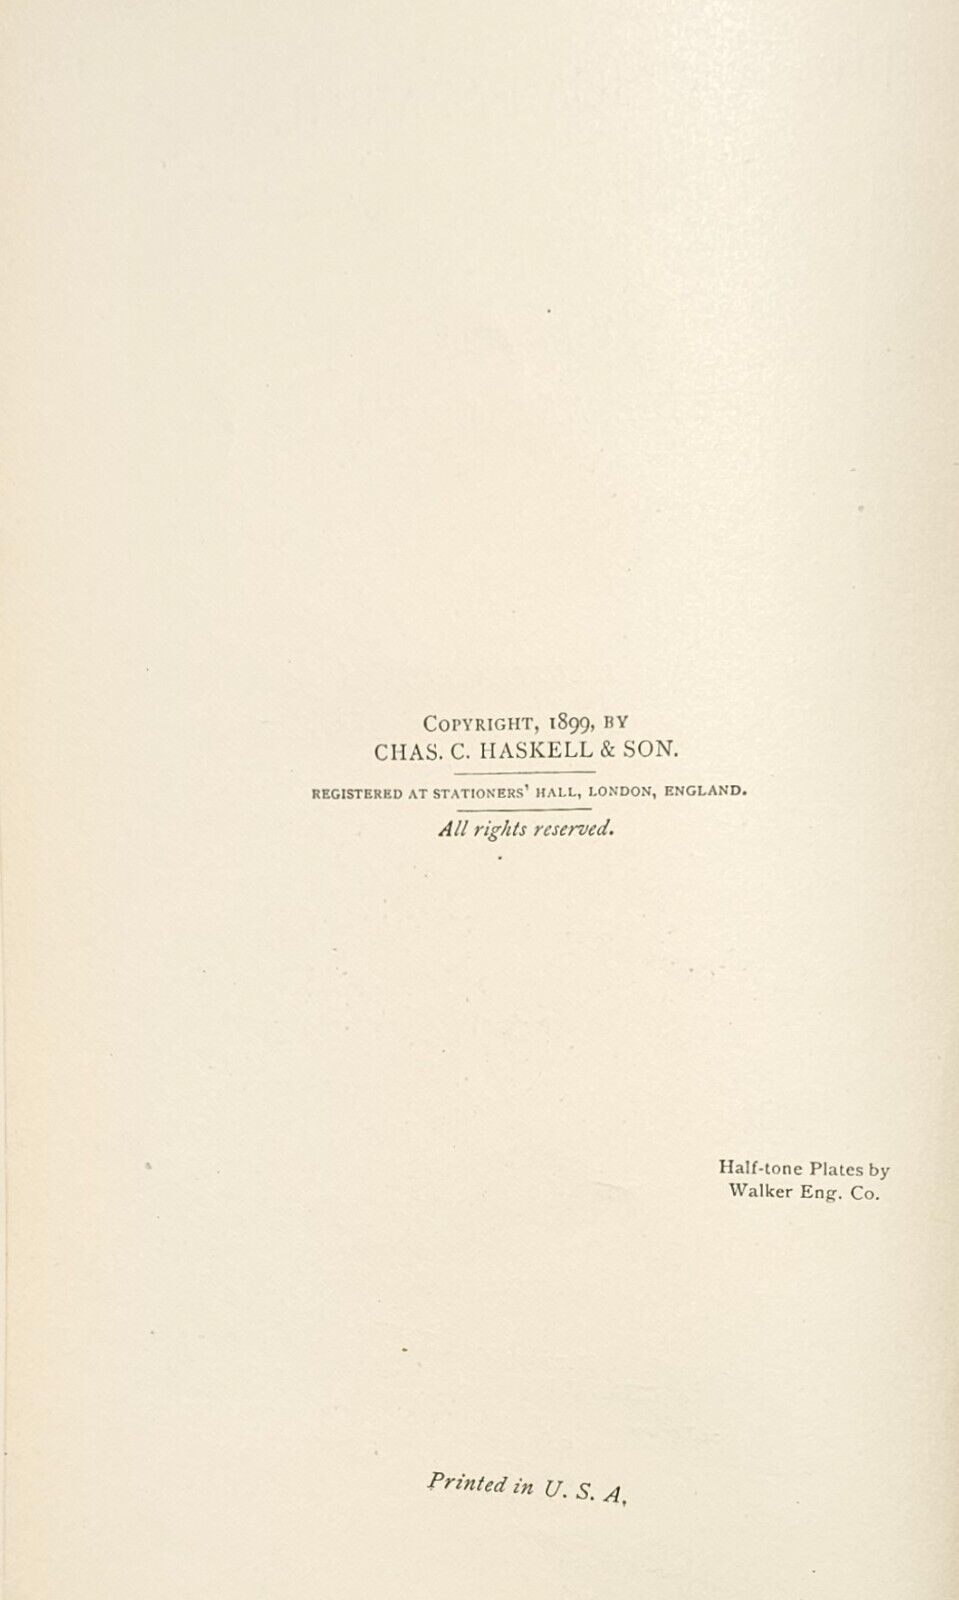 COPYRIGHT, 1899, BY
CHAS. C. HASKELL & SON.
REGISTERED AT STATIONERS' HALL, LONDON, ENGLAND.
All rights reserved.
Half-tone Plates by
Walker Eng. Co.
Printed in U. S. A.